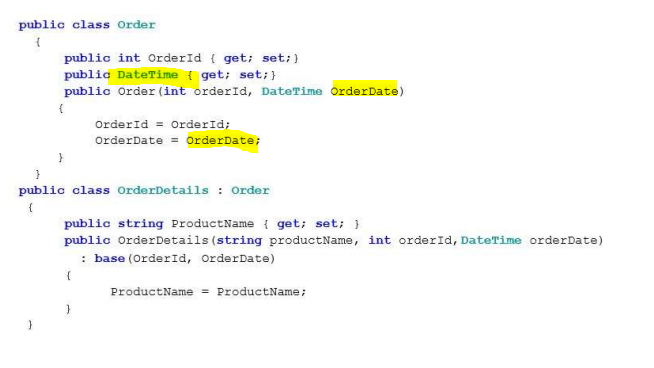 public class Order
{
public int OrderId { get; set;}
public DateTime { get; set;}
public Order(int orderId, DateTime OrderDate)
{
OrderId = OrderId;
OrderDate = OrderDate;
}
}
public class OrderDetails : Order
{
public string ProductName { get; set; }
public OrderDetails(string productName, int orderId,DateTime orderDate)
: base(OrderId, OrderDate)
{
ProductName = ProductName;
}
}